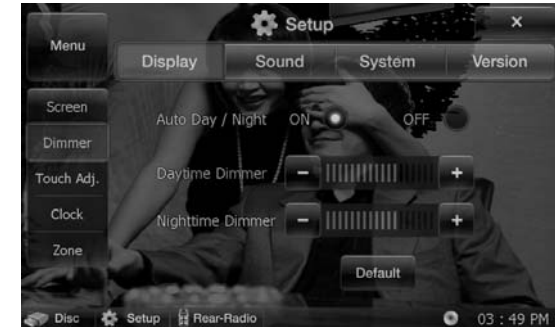 Setup
×
Menu
Display Sound System Version
Screen
Dimmer
Touch Adj.
Clock
Zone
Auto Day / Night ON OFF
Daytime Dimmer - +
Nighttime Dimmer - +
Default
Disc Setup Rear-Radio 03 : 49 PM